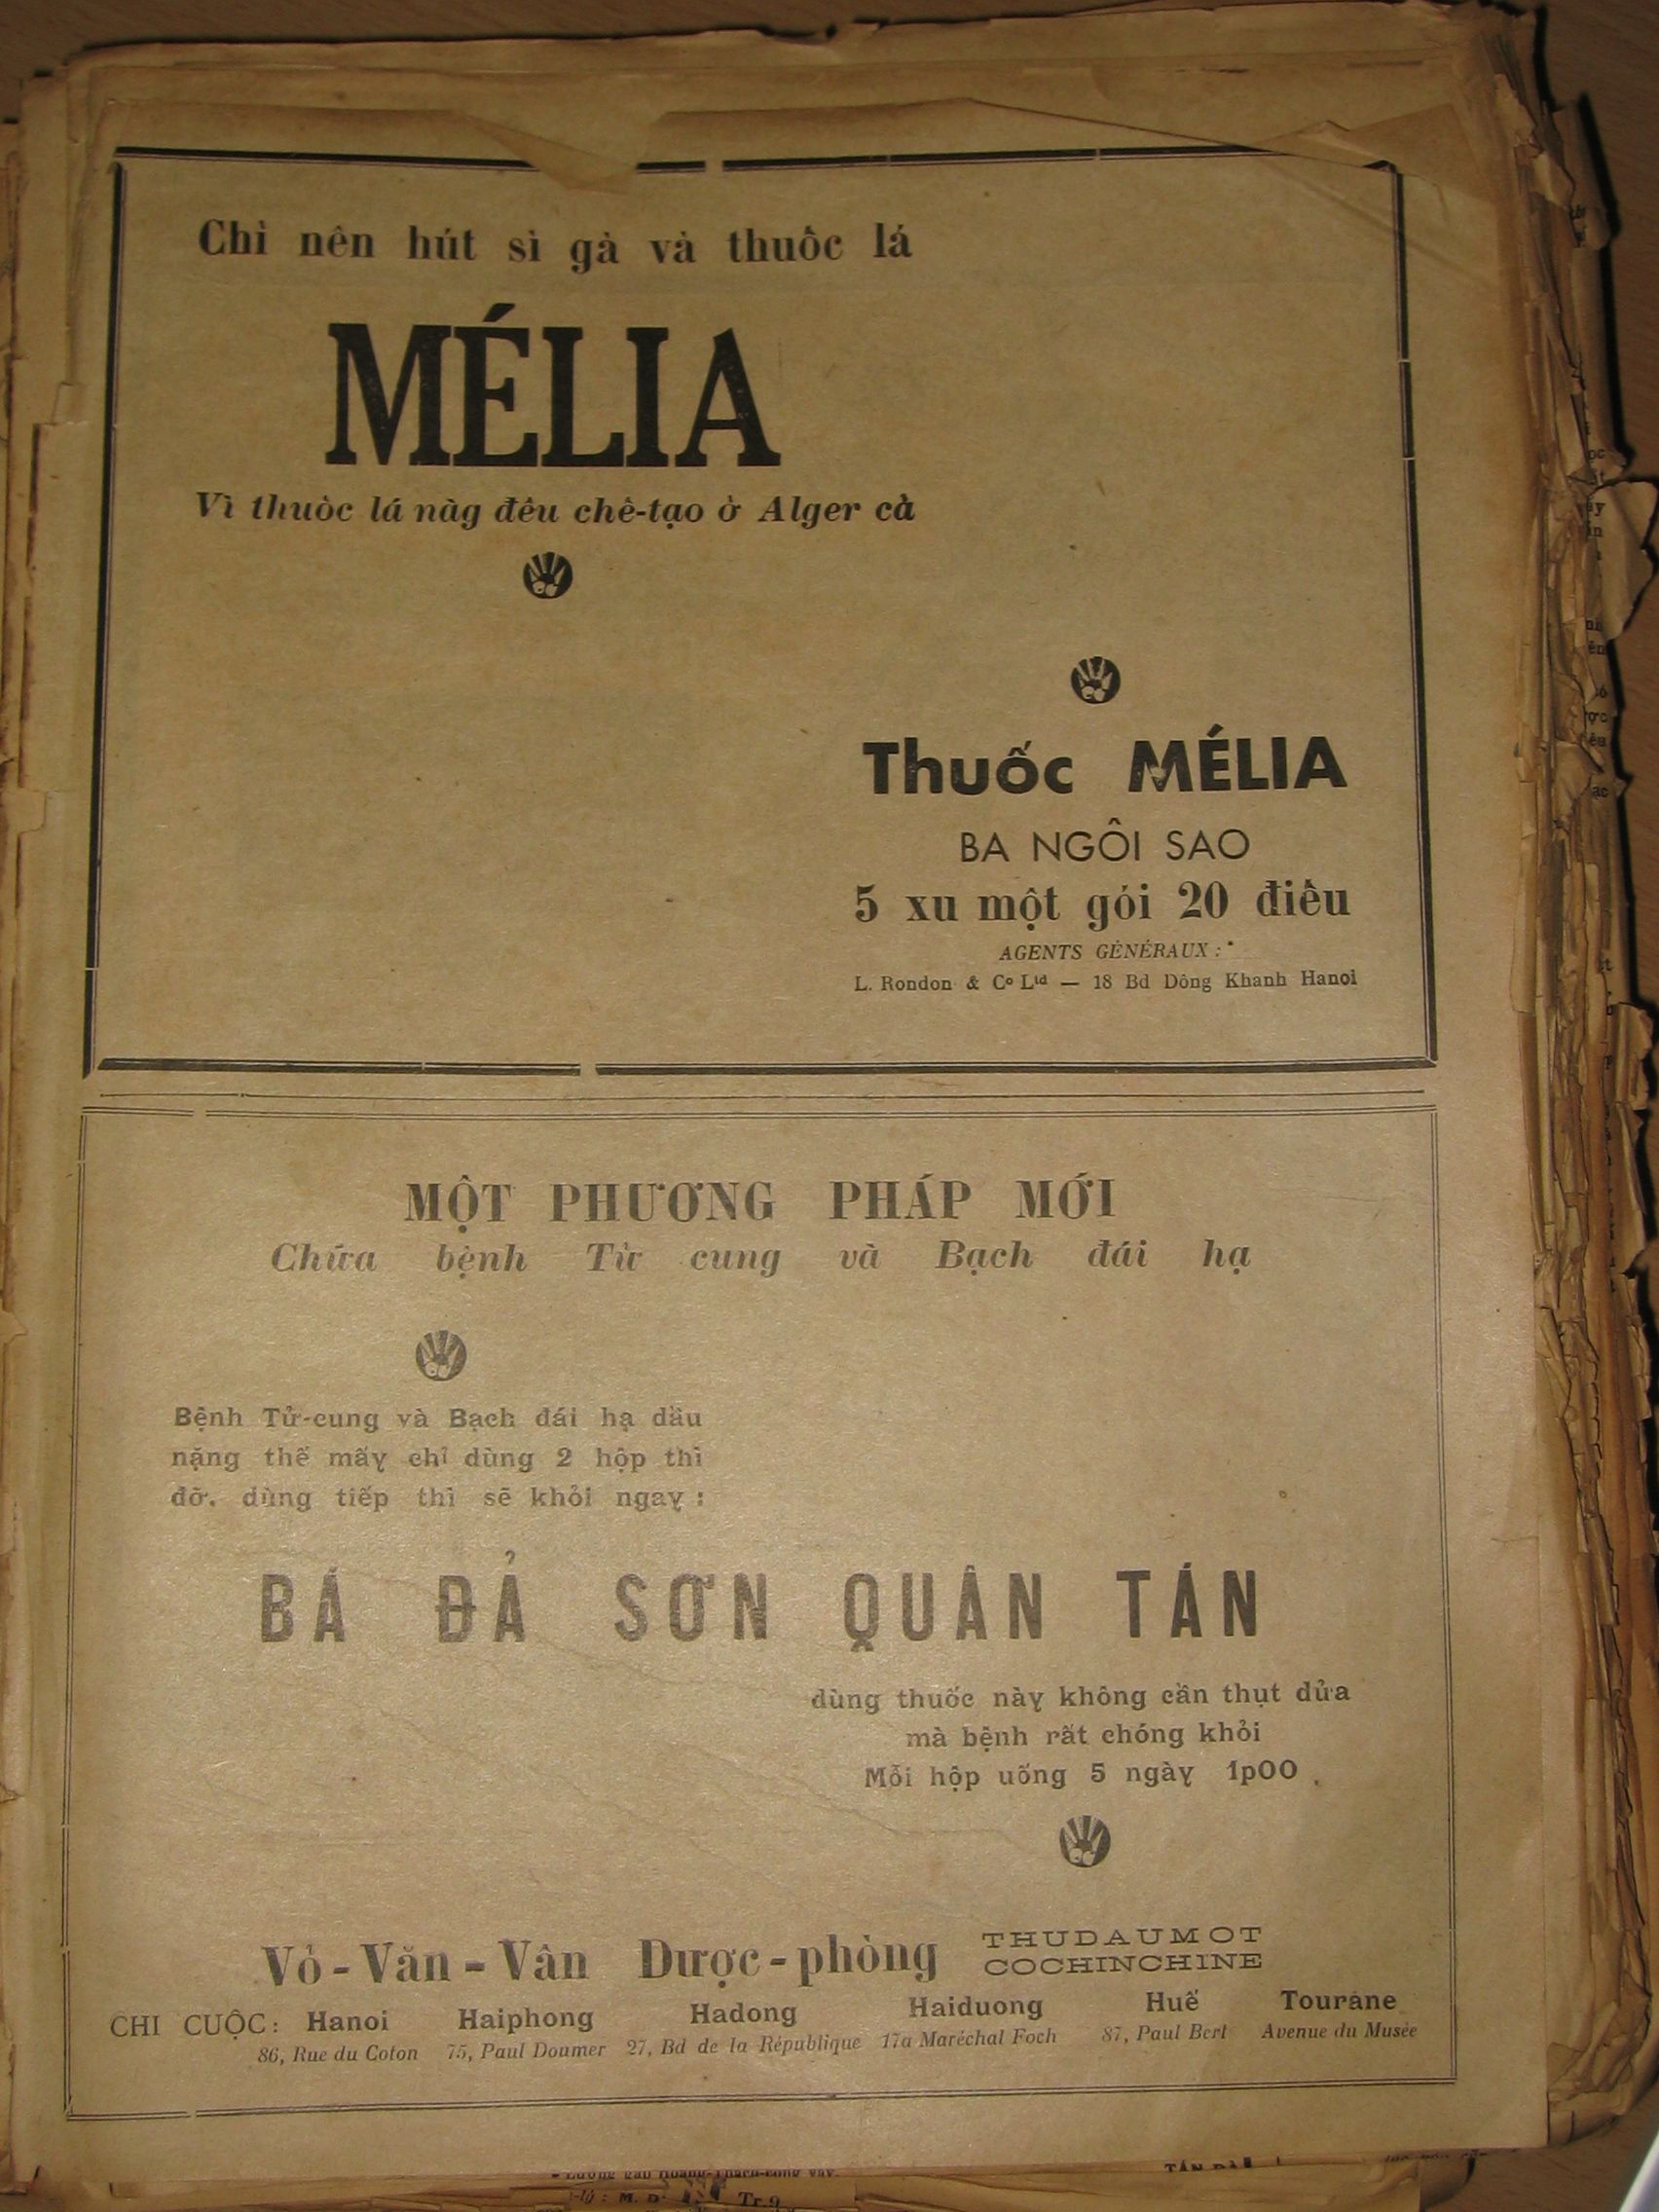 Chỉ nên hút sì gà và thuốc lá
MÉLIA
Vì thuốc lá này đều chế-tạo ở Alger cả
Thuốc MÉLIA
BA NGÔI SAO
5 xu một gói 20 điếu
AGENTS GÉNÉRAUX :
L. Rondon & Co Ltd — 18 Bd Dông Khanh Hanoi
MỘT PHƯƠNG PHÁP MỚI
Chữa bệnh Tử cung và Bạch đái hạ
Bệnh Tử-cung và Bạch đái hạ dầu
nặng thế mấy chỉ dùng 2 hộp thì
đỡ, dùng tiếp thì sẽ khỏi ngay :
BÁ ĐẢ SƠN QUÂN TÁN
dùng thuốc này không cần thụt dửa
mà bệnh rất chóng khỏi
Mỗi hộp uống 5 ngày 1p00
Võ-Văn-Vân Dược-phòng THUDAUMOT
COCHINCHINE
CHI CUỘC: Hanoi Haiphong Hadong Haiduong Huế Tourane
86, Rue du Coton 75, Paul Doumer 27, Bd de la République 17a Maréchal Foch 87, Paul Bert Avenue du Musée